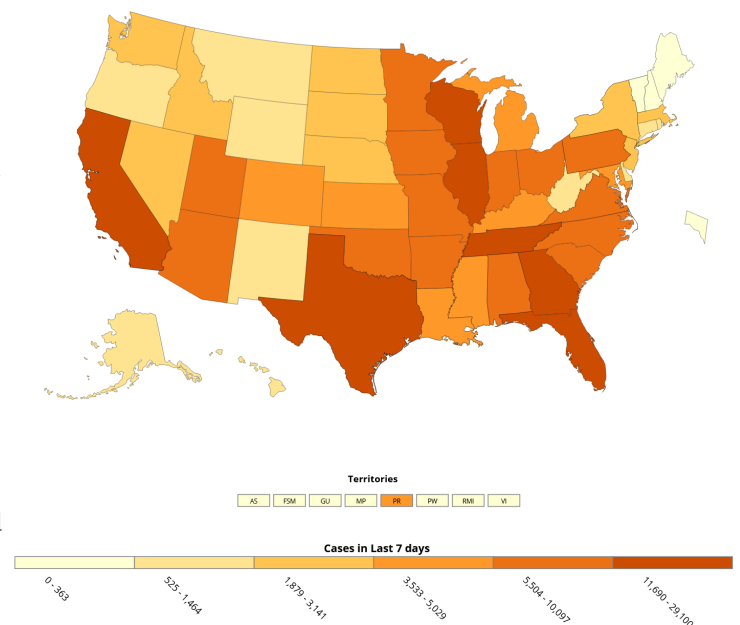 Territories
AS FSM GU MP PR PW RMI VI
Cases in Last 7 days
0 - 363
525 - 1,464
1,879 - 3,141
3,533 - 5,029
5,504 - 10,097
11,690 - 29,100